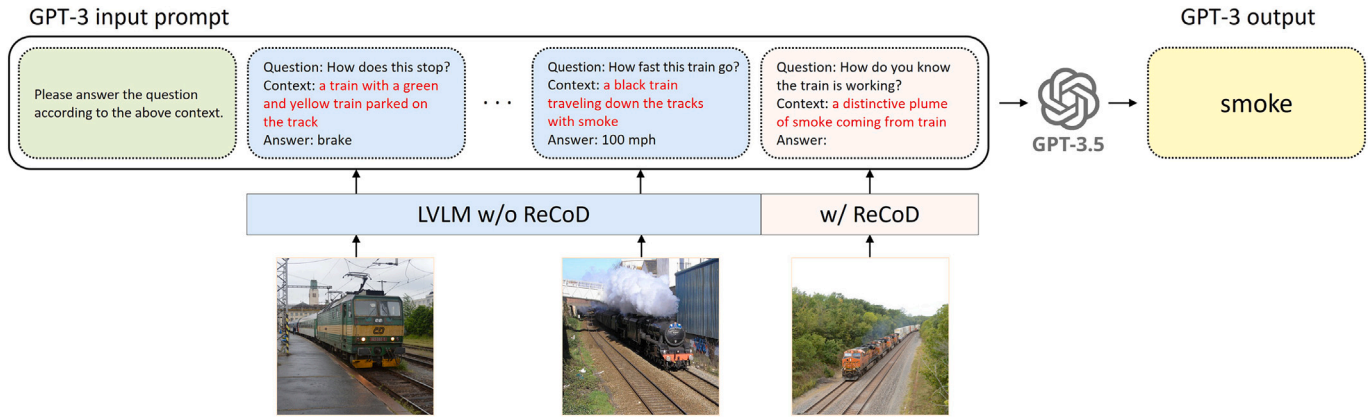 GPT-3 input prompt
GPT-3 output
Please answer the question
according to the above context.
Question: How does this stop?
Context: a train with a green
and yellow train parked on
the track
Answer: brake
. . .
Question: How fast this train go?
Context: a black train
traveling down the tracks
with smoke
Answer: 100 mph
Question: How do you know
the train is working?
Context: a distinctive plume
of smoke coming from train
Answer:
GPT-3.5
smoke
LVLM w/o ReCoD
w/ ReCoD